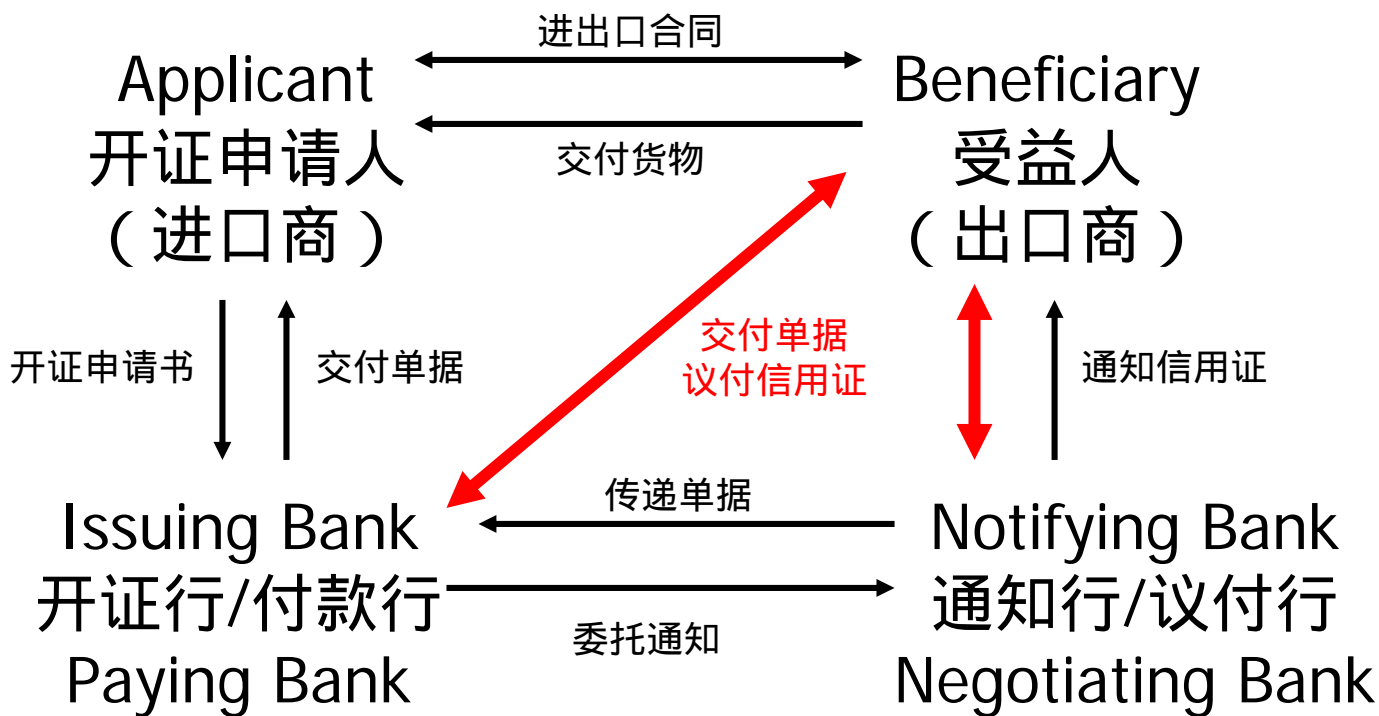 进出口合同
Applicant
开证申请人
（进口商）
Beneficiary
受益人
（出口商）
交付货物
开证申请书
交付单据
交付单据
议付信用证
通知信用证
传递单据
Issuing Bank
开证行/付款行
Paying Bank
委托通知
Notifying Bank
通知行/议付行
Negotiating Bank